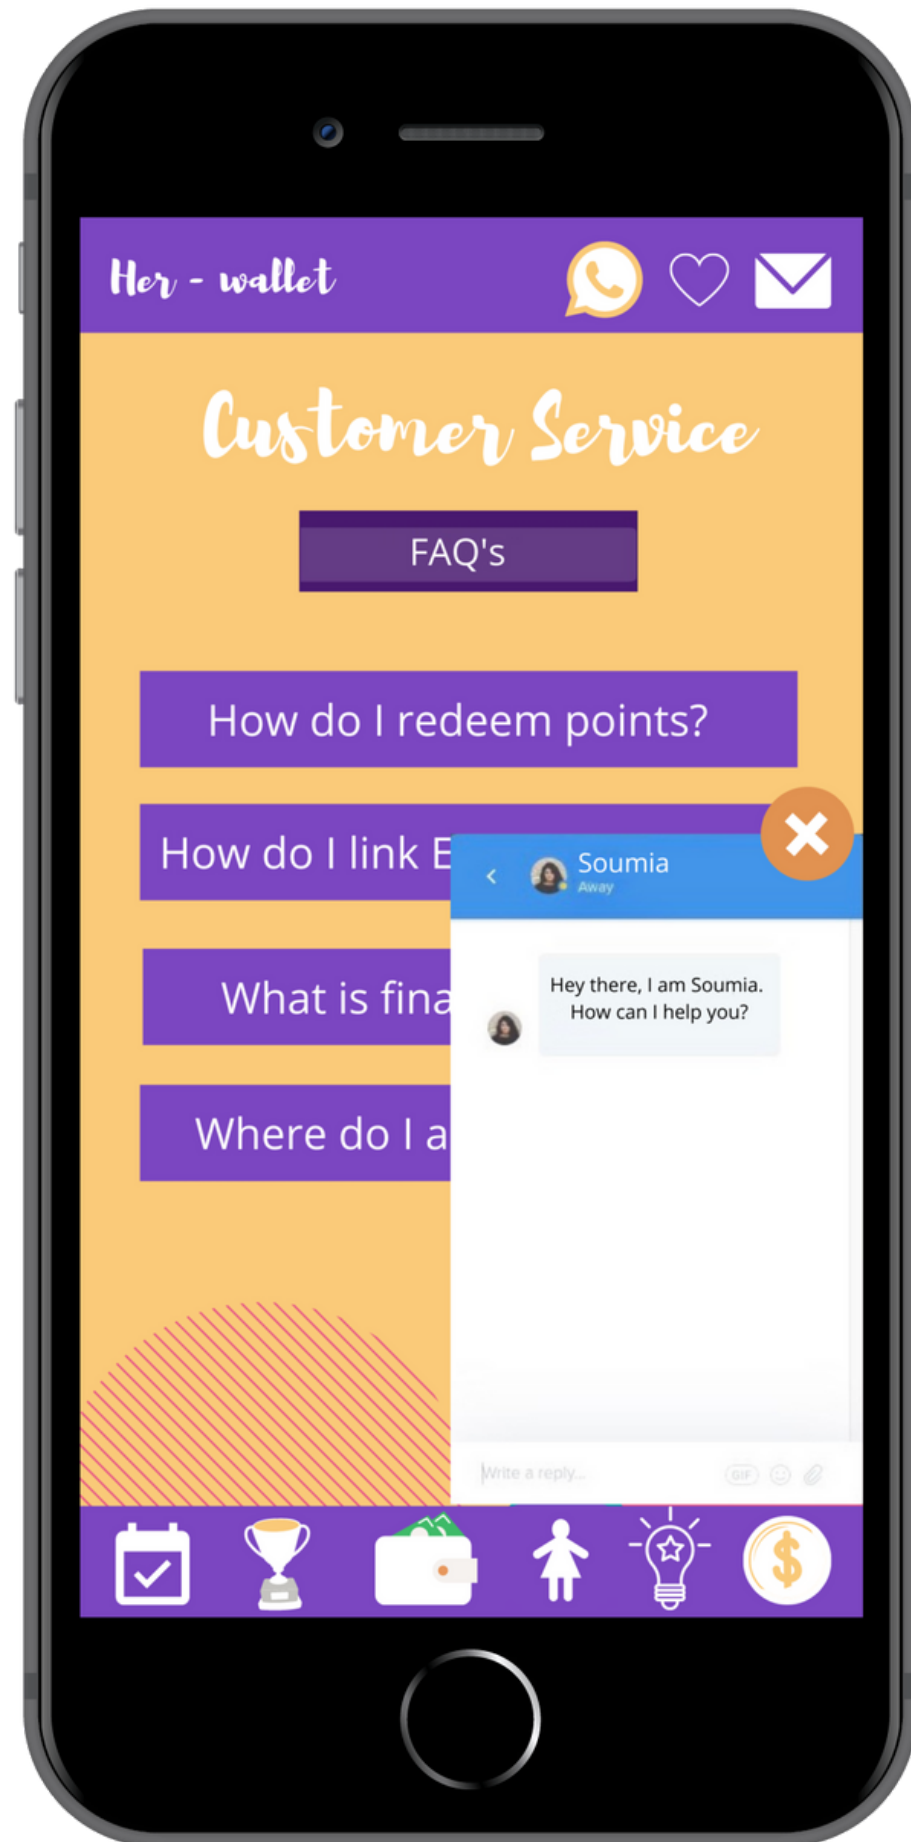 Her - wallet
Customer Service
FAQ's
How do I redeem points?
How do I link
Soumia
Away
Hey there, I am Soumia.
How can I help you?
What is
Where do I
Write a reply...
GIF
$